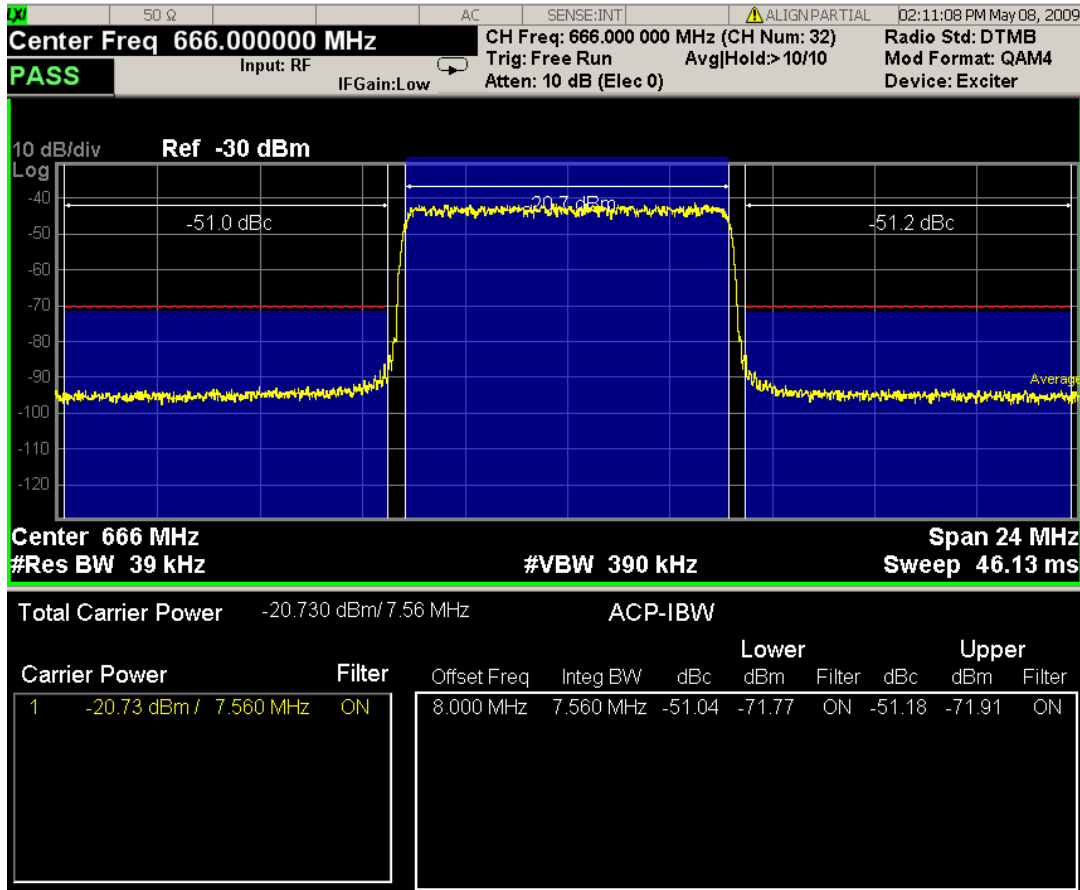 LXI 50 Ω AC SENSE:INT ALIGN PARTIAL 02:11:08 PM May 08, 2009
Center Freq 666.000000 MHz
CH Freq: 666.000 000 MHz (CH Num: 32) Radio Std: DTMB
Input: RF Trig: Free Run Avg|Hold:>10/10 Mod Format: QAM4
PASS IFGain:Low Atten: 10 dB (Elec 0) Device: Exciter
10 dB/div Ref -30 dBm
Log
-40
-20.7 dBm
-51.0 dBc -51.2 dBc
-50
-60
-70
-80
-90
Average
-100
-110
-120
Center 666 MHz Span 24 MHz
#Res BW 39 kHz #VBW 390 kHz Sweep 46.13 ms
Total Carrier Power -20.730 dBm/ 7.56 MHz ACP-IBW
Lower Upper
Carrier Power Filter Offset Freq Integ BW dBc dBm Filter dBc dBm Filter
1 -20.73 dBm / 7.560 MHz ON 8.000 MHz 7.560 MHz -51.04 -71.77 ON -51.18 -71.91 ON